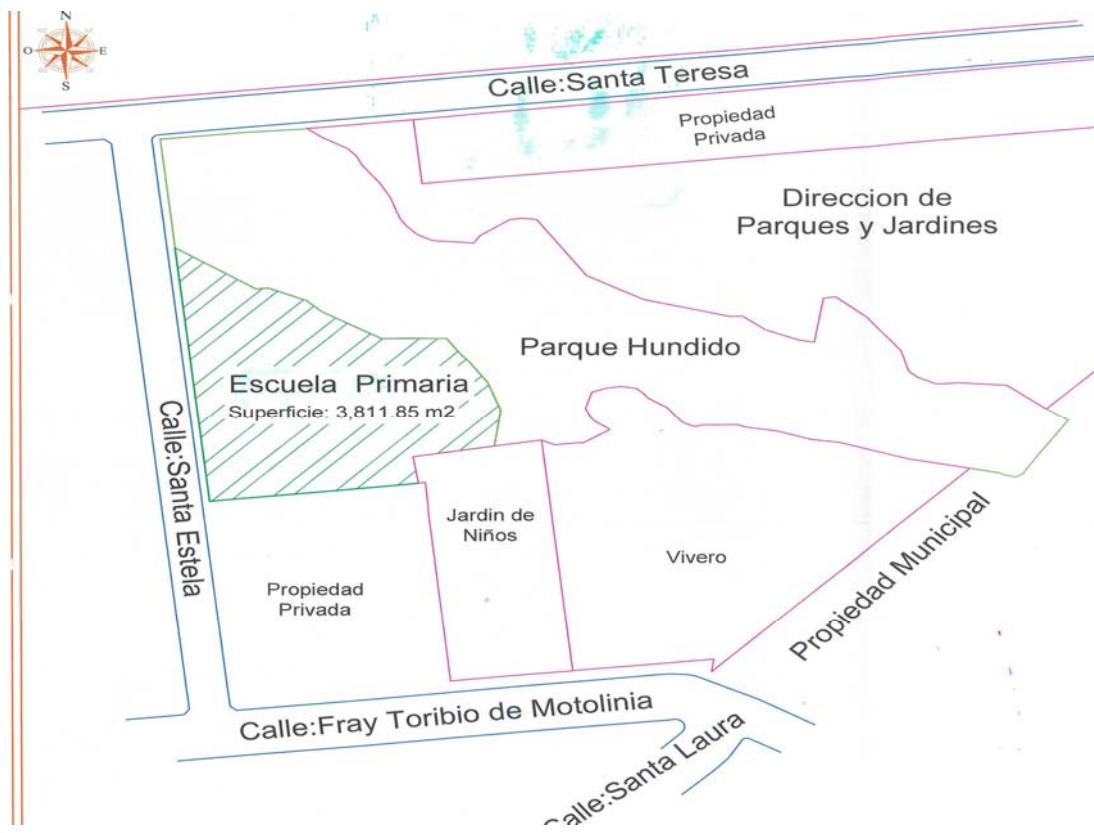 N
O
E
S
Calle:Santa Teresa
Propiedad
Privada
Direccion de
Parques y Jardines
Parque Hundido
Escuela Primaria
Superficie: 3,811.85 m2
Calle:Santa Estela
Jardin de
Niños
Vivero
Propiedad
Privada
Propiedad Municipal
Calle:Fray Toribio de Motolinia
Calle:Santa Laura